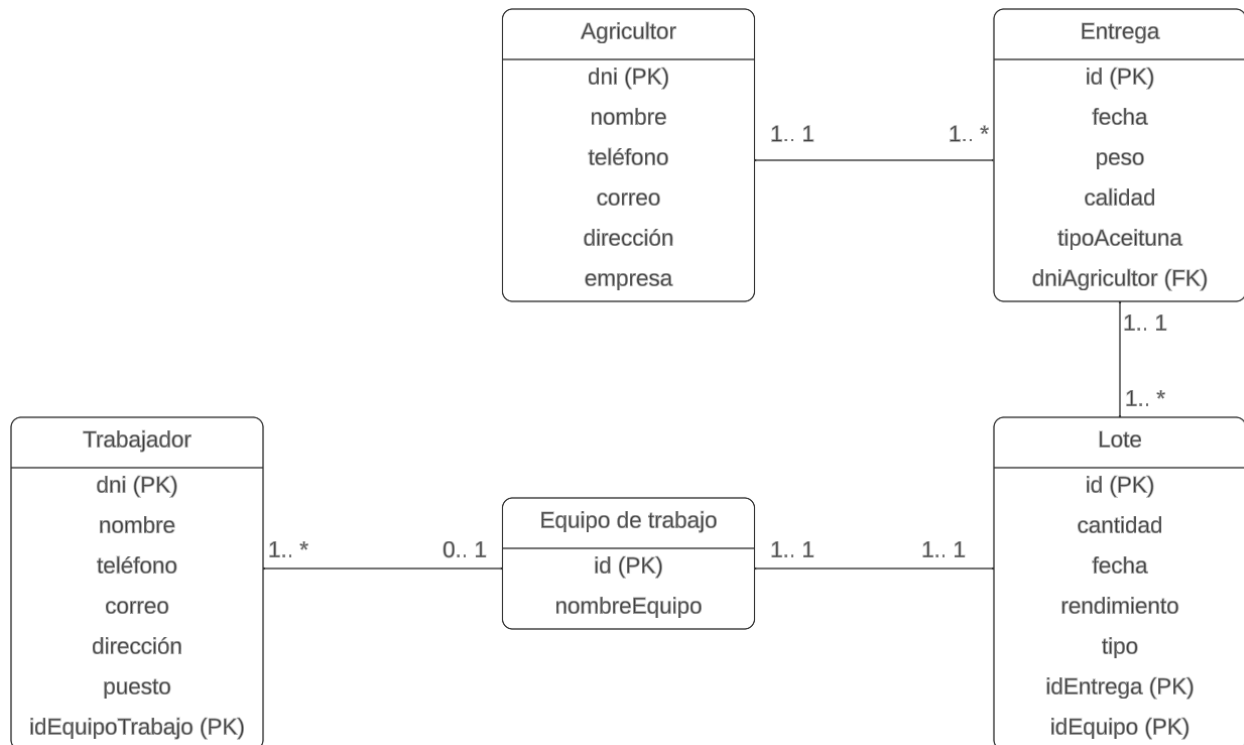 Agricultor
dni (PK)
nombre
teléfono
correo
dirección
empresa
1.. 1
1.. *
Entrega
id (PK)
fecha
peso
calidad
tipoAceituna
dniAgricultor (FK)
1.. 1
1.. *
Trabajador
dni (PK)
nombre
teléfono
correo
dirección
puesto
idEquipoTrabajo (PK)
1.. *
0.. 1
Equipo de trabajo
id (PK)
nombreEquipo
1.. 1
1.. 1
Lote
id (PK)
cantidad
fecha
rendimiento
tipo
idEntrega (PK)
idEquipo (PK)